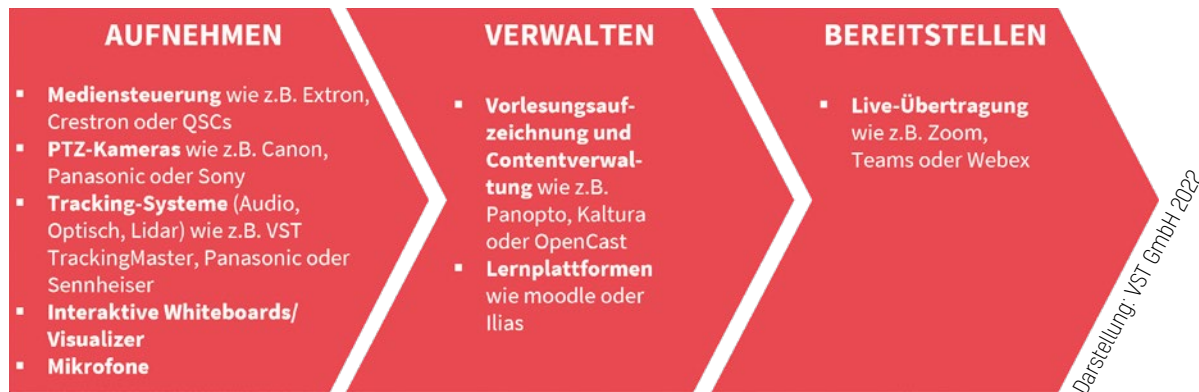 AUFNEHMEN
▪ Mediensteuerung wie z.B. Extron,
Crestron oder QSCs
▪ PTZ-Kameras wie z.B. Canon,
Panasonic oder Sony
▪ Tracking-Systeme (Audio,
Optisch, Lidar) wie z.B. VST
TrackingMaster, Panasonic oder
Sennheiser
▪ Interaktive Whiteboards/
Visualizer
▪ Mikrofone
VERWALTEN
▪ Vorlesungsauf-
zeichnung und
Contentverwal-
tung wie z.B.
Panopto, Kaltura
oder OpenCast
▪ Lernplattformen
wie moodle oder
Ilias
BEREITSTELLEN
▪ Live-Übertragung
wie z.B. Zoom,
Teams oder Webex
Darstellung: VST GmbH 2022